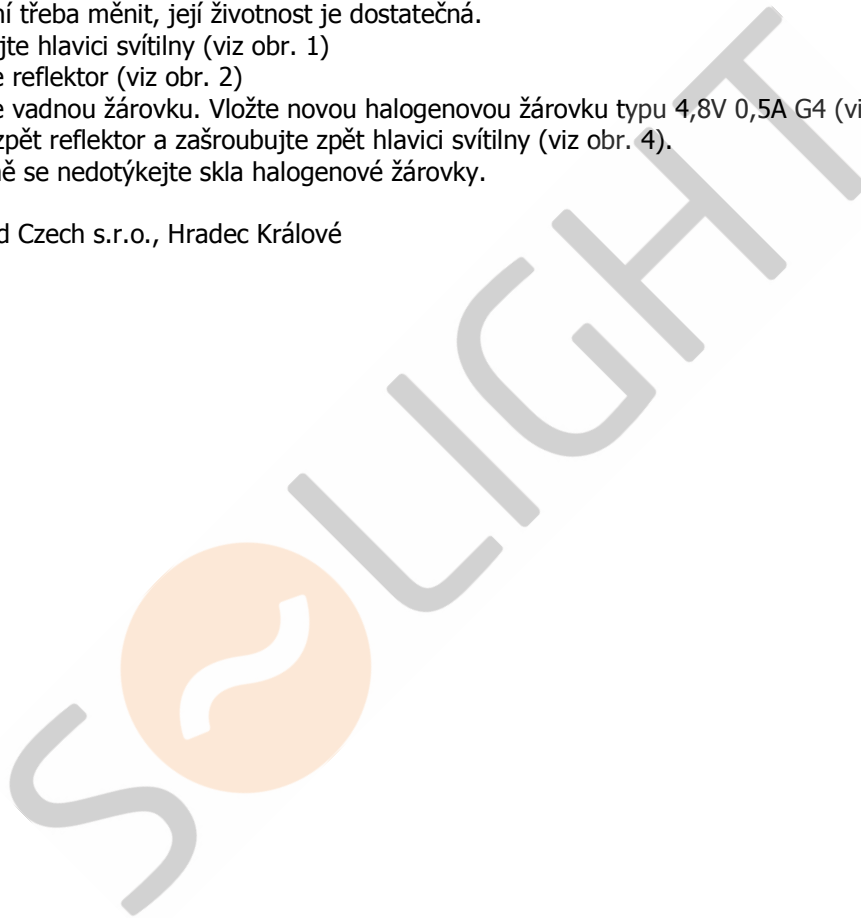 ní třeba měnit, její životnost je dostatečná.
jte hlavici svítilny (viz obr. 1)
e reflektor (viz obr. 2)
e vadnou žárovku. Vložte novou halogenovou žárovku typu 4,8V 0,5A G4 (vi
zpět reflektor a zašroubujte zpět hlavici svítilny (viz obr. 4).
ě se nedotýkejte skla halogenové žárovky.
d Czech s.r.o., Hradec Králové
SOLIGHT